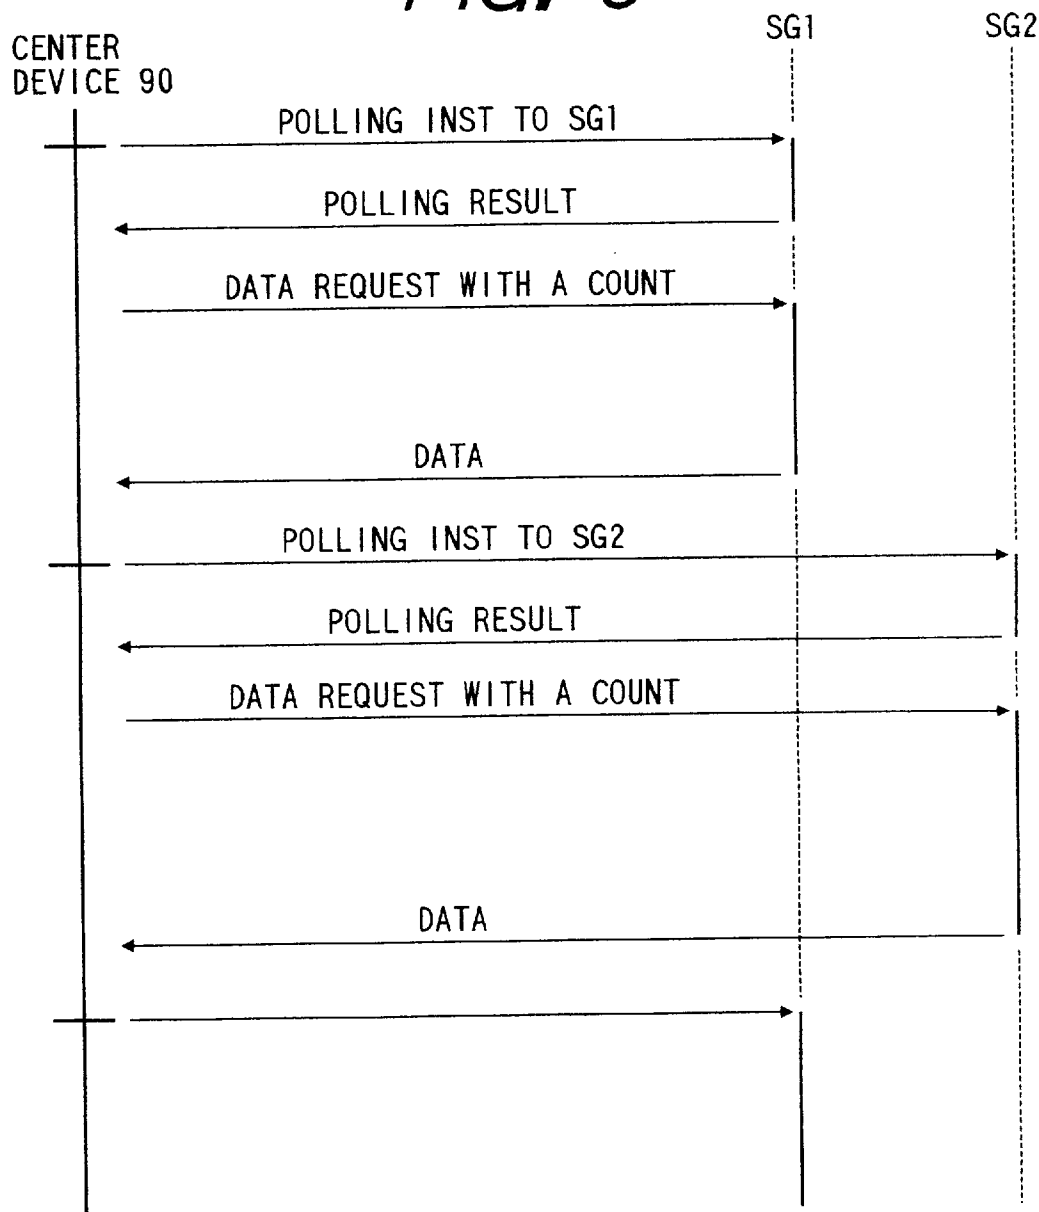 SG1 SG2
CENTER
DEVICE 90
POLLING INST TO SG1
POLLING RESULT
DATA REQUEST WITH A COUNT
DATA
POLLING INST TO SG2
POLLING RESULT
DATA REQUEST WITH A COUNT
DATA